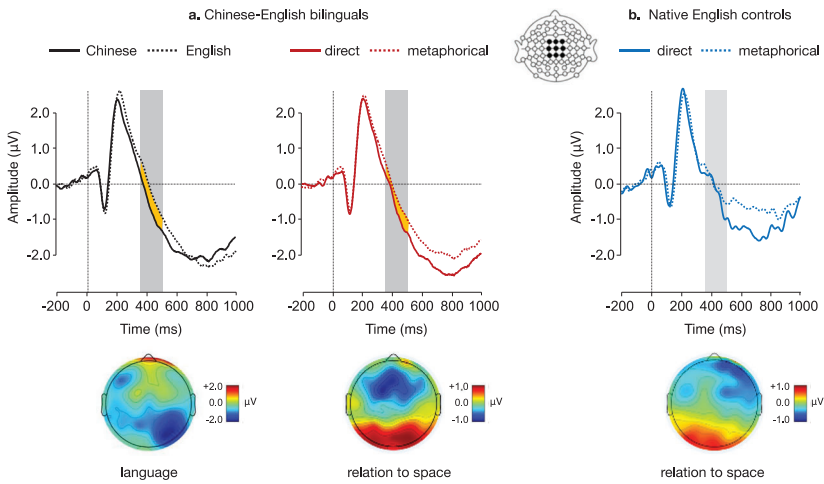 a. Chinese-English bilinguals
Chinese English direct metaphorical
2.0
1.0
0.0
-1.0
-2.0
Amplitude (µV)
-200 0 200 400 600 800 1000
Time (ms)
2.0
1.0
0.0
-1.0
-2.0
Amplitude (µV)
-200 0 200 400 600 800 1000
Time (ms)
+2.0
0.0
-2.0
µV
language
+1.0
0.0
-1.0
µV
relation to space
b. Native English controls
direct metaphorical
2.0
1.0
0.0
-1.0
-2.0
Amplitude (µV)
-200 0 200 400 600 800 1000
Time (ms)
+1.0
0.0
-1.0
µV
relation to space